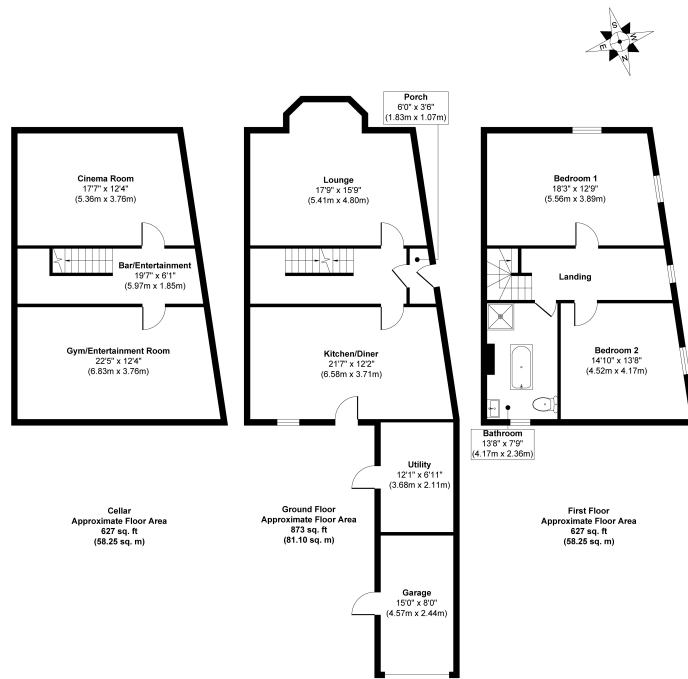 S
W
E
N
Porch
6'0" x 3'6"
(1.83m x 1.07m)
Cinema Room
17'7" x 12'4"
(5.36m x 3.76m)
Bar/Entertainment
19'7" x 6'1"
(5.97m x 1.85m)
Gym/Entertainment Room
22'5" x 12'4"
(6.83m x 3.76m)
Cellar
Approximate Floor Area
627 sq. ft
(58.25 sq. m)
Lounge
17'9" x 15'9"
(5.41m x 4.80m)
Kitchen/Diner
21'7" x 12'2"
(6.58m x 3.71m)
Utility
12'1" x 6'11"
(3.68m x 2.11m)
Ground Floor
Approximate Floor Area
873 sq. ft
(81.10 sq. m)
Garage
15'0" x 8'0"
(4.57m x 2.44m)
Bedroom 1
18'3" x 12'9"
(5.56m x 3.89m)
Landing
Bedroom 2
14'10" x 13'8"
(4.52m x 4.17m)
Bathroom
13'8" x 7'9"
(4.17m x 2.36m)
First Floor
Approximate Floor Area
627 sq. ft
(58.25 sq. m)